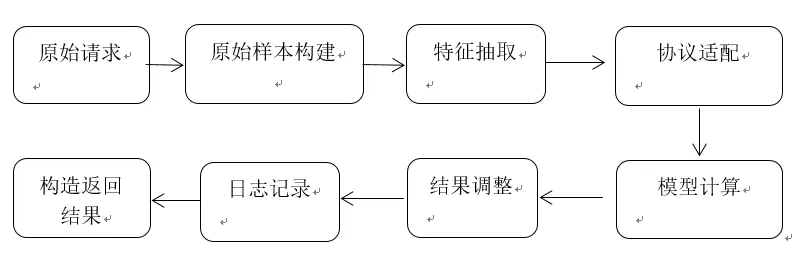 原始请求
原始样本构建
特征抽取
协议适配
模型计算
结果调整
日志记录
构造返回
结果